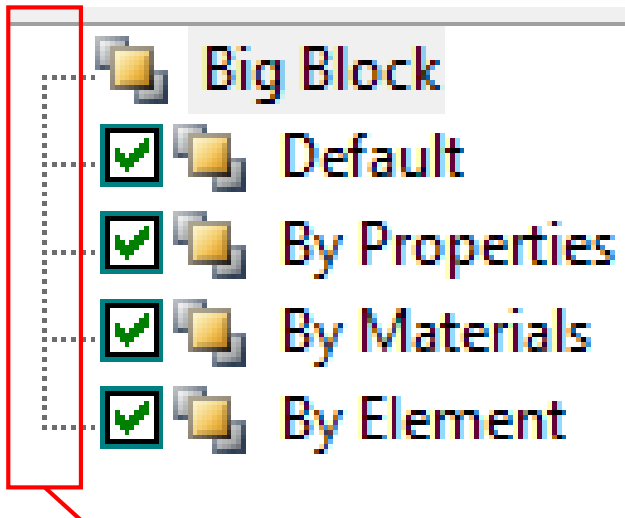 Big Block
Default
By Properties
By Materials
By Element